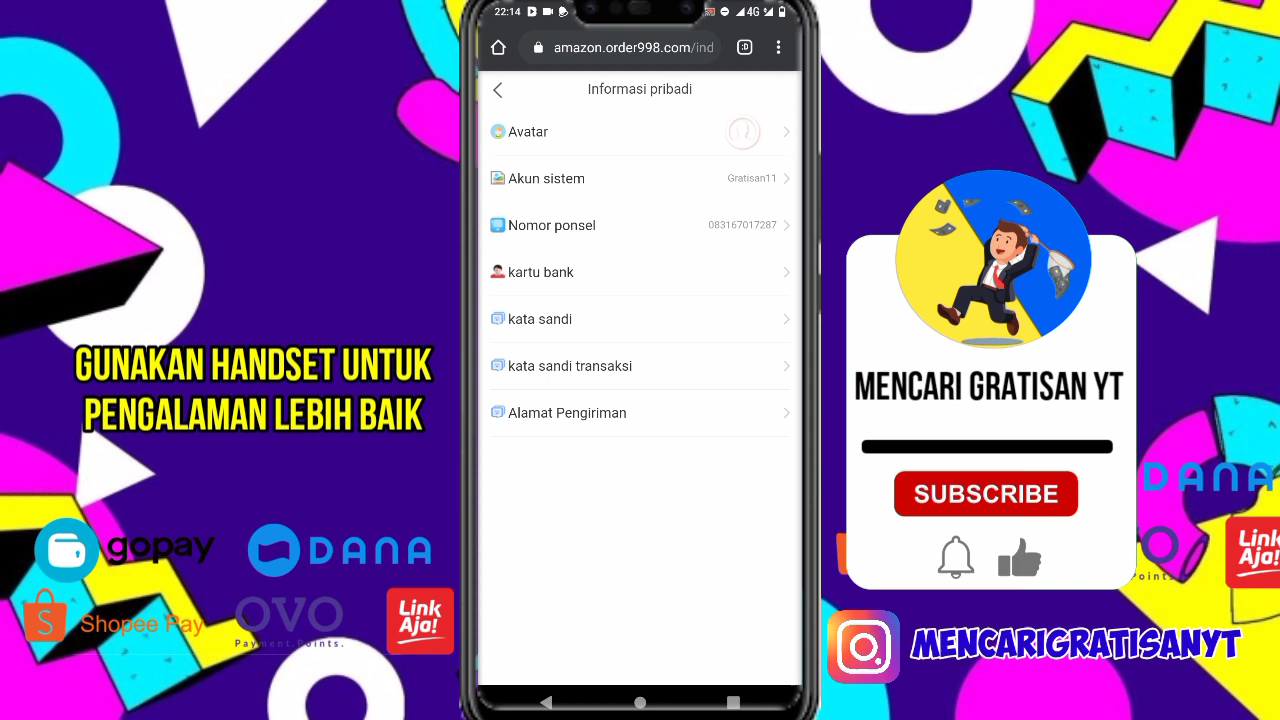 22:14
4G
amazon.order998.com/ind
:D
Informasi pribadi
Avatar
Akun sistem
Gratisan11
Nomor ponsel
083167017287
kartu bank
kata sandi
kata sandi transaksi
Alamat Pengiriman
GUNAKAN HANDSET UNTUK
PENGALAMAN LEBIH BAIK
gopay
DANA
Shopee Pay
OVO
Payment.Points.
Link
Aja!
MENCARI GRATISAN YT
SUBSCRIBE
DANA
Link
Aja!
MENCARIGRATISANYT